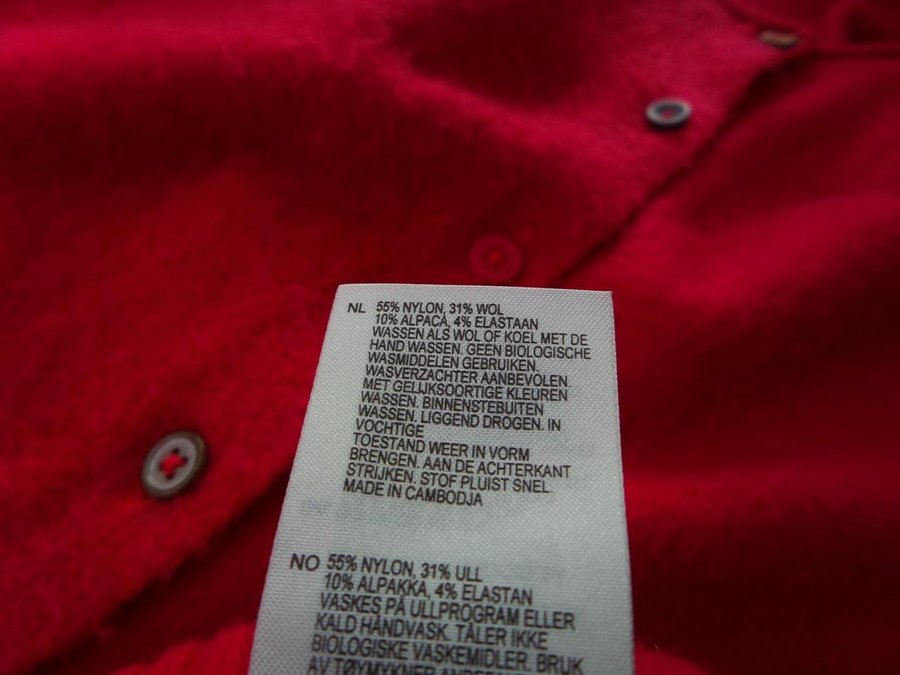 NL 55% NYLON, 31% WOL
10% ALPACA, 4% ELASTAAN
WASSEN ALS WOL OF KOEL MET DE
HAND WASSEN. GEEN BIOLOGISCHE
WASMIDDELEN GEBRUIKEN.
WASVERZACHTER AANBEVOLEN.
MET GELIJKSOORTIGE KLEUREN
WASSEN. BINNENSTEBUITEN
WASSEN. LIGGEND DROGEN. IN
VOCHTIGE
TOESTAND WEER IN VORM
BRENGEN. AAN DE ACHTERKANT
STRIJKEN. STOF PLUIST SNEL.
MADE IN CAMBODJA
NO 55% NYLON, 31% ULL
10% ALPAKKA, 4% ELASTAN
VASKES PÅ ULLPROGRAM ELLER
KALD HÅNDVASK. TÅLER IKKE
BIOLOGISKE VASKEMIDLER. BRUK
AV TØYMYKNER